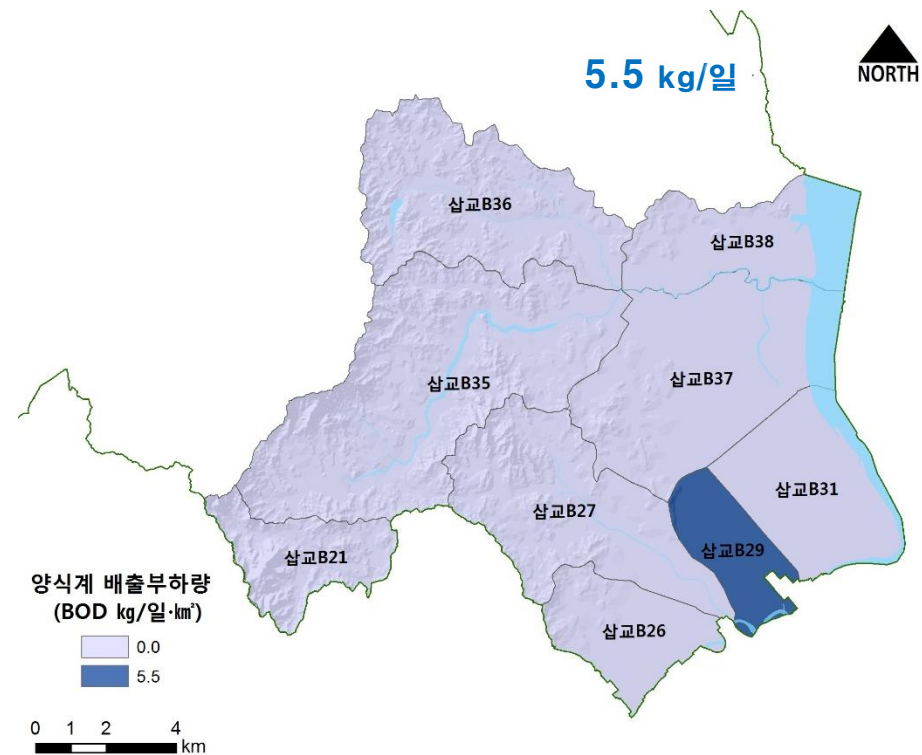 5.5 kg/일
NORTH
삽교B36
삽교B38
삽교B35
삽교B37
삽교B31
삽교B27
삽교B29
삽교B21
삽교B26
양식계 배출부하량
(BOD kg/일·㎢)
0.0
5.5
0 1 2 4
km